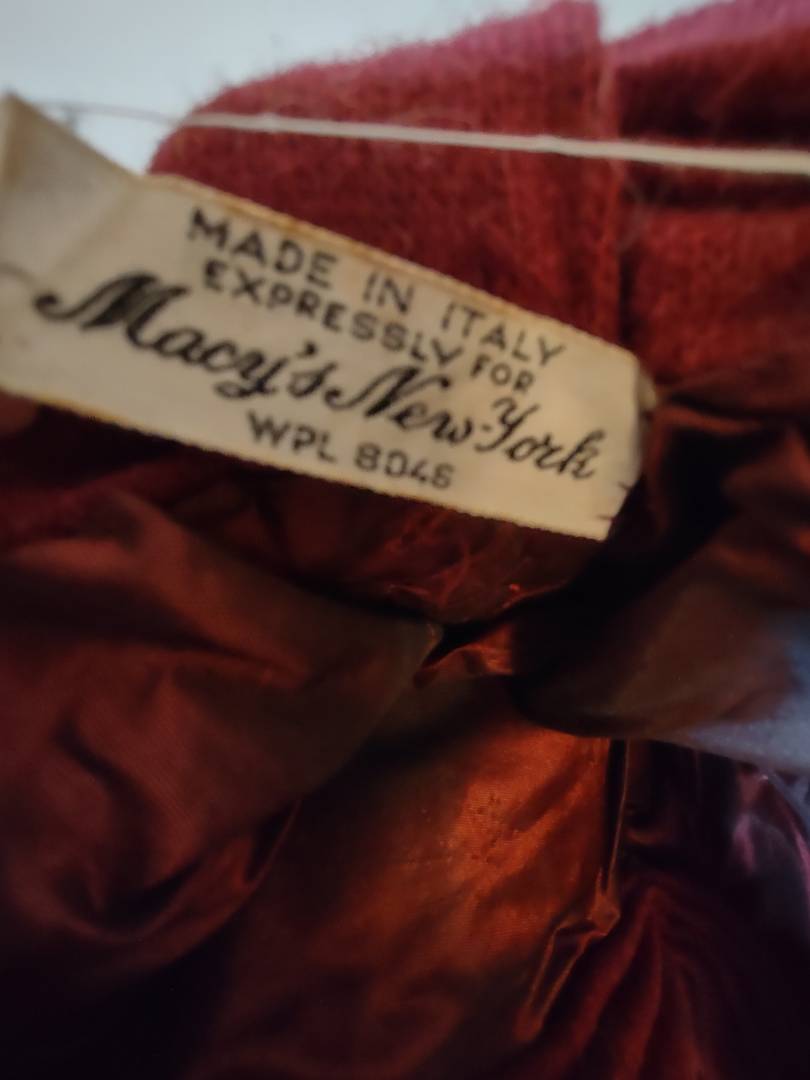 MADE IN ITALY
EXPRESSLY FOR
Macy's New York
WPL 8046